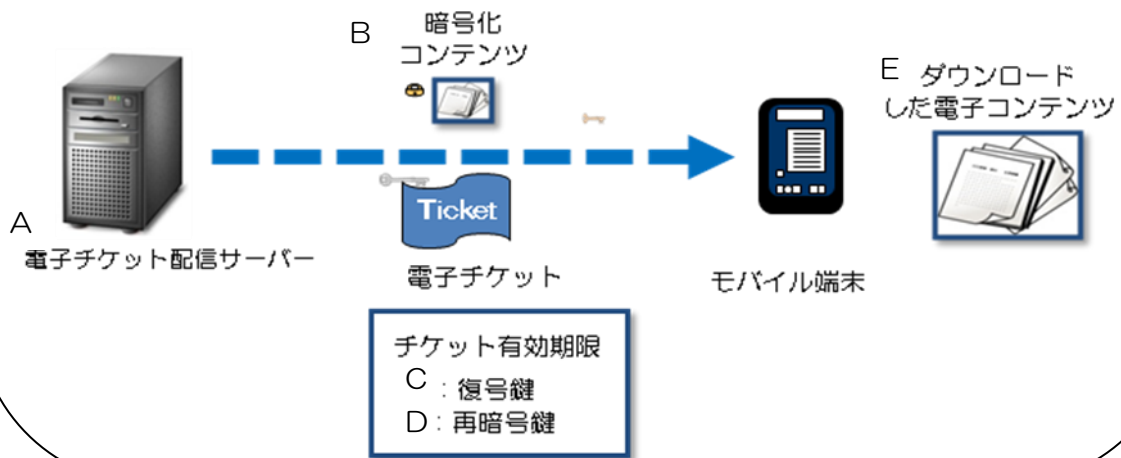 B
暗号化
コンテンツ
E
ダウンロード
した電子コンテンツ
A
電子チケット配信サーバー
Ticket
電子チケット
モバイル端末
チケット有効期限
C：復号鍵
D：再暗号鍵